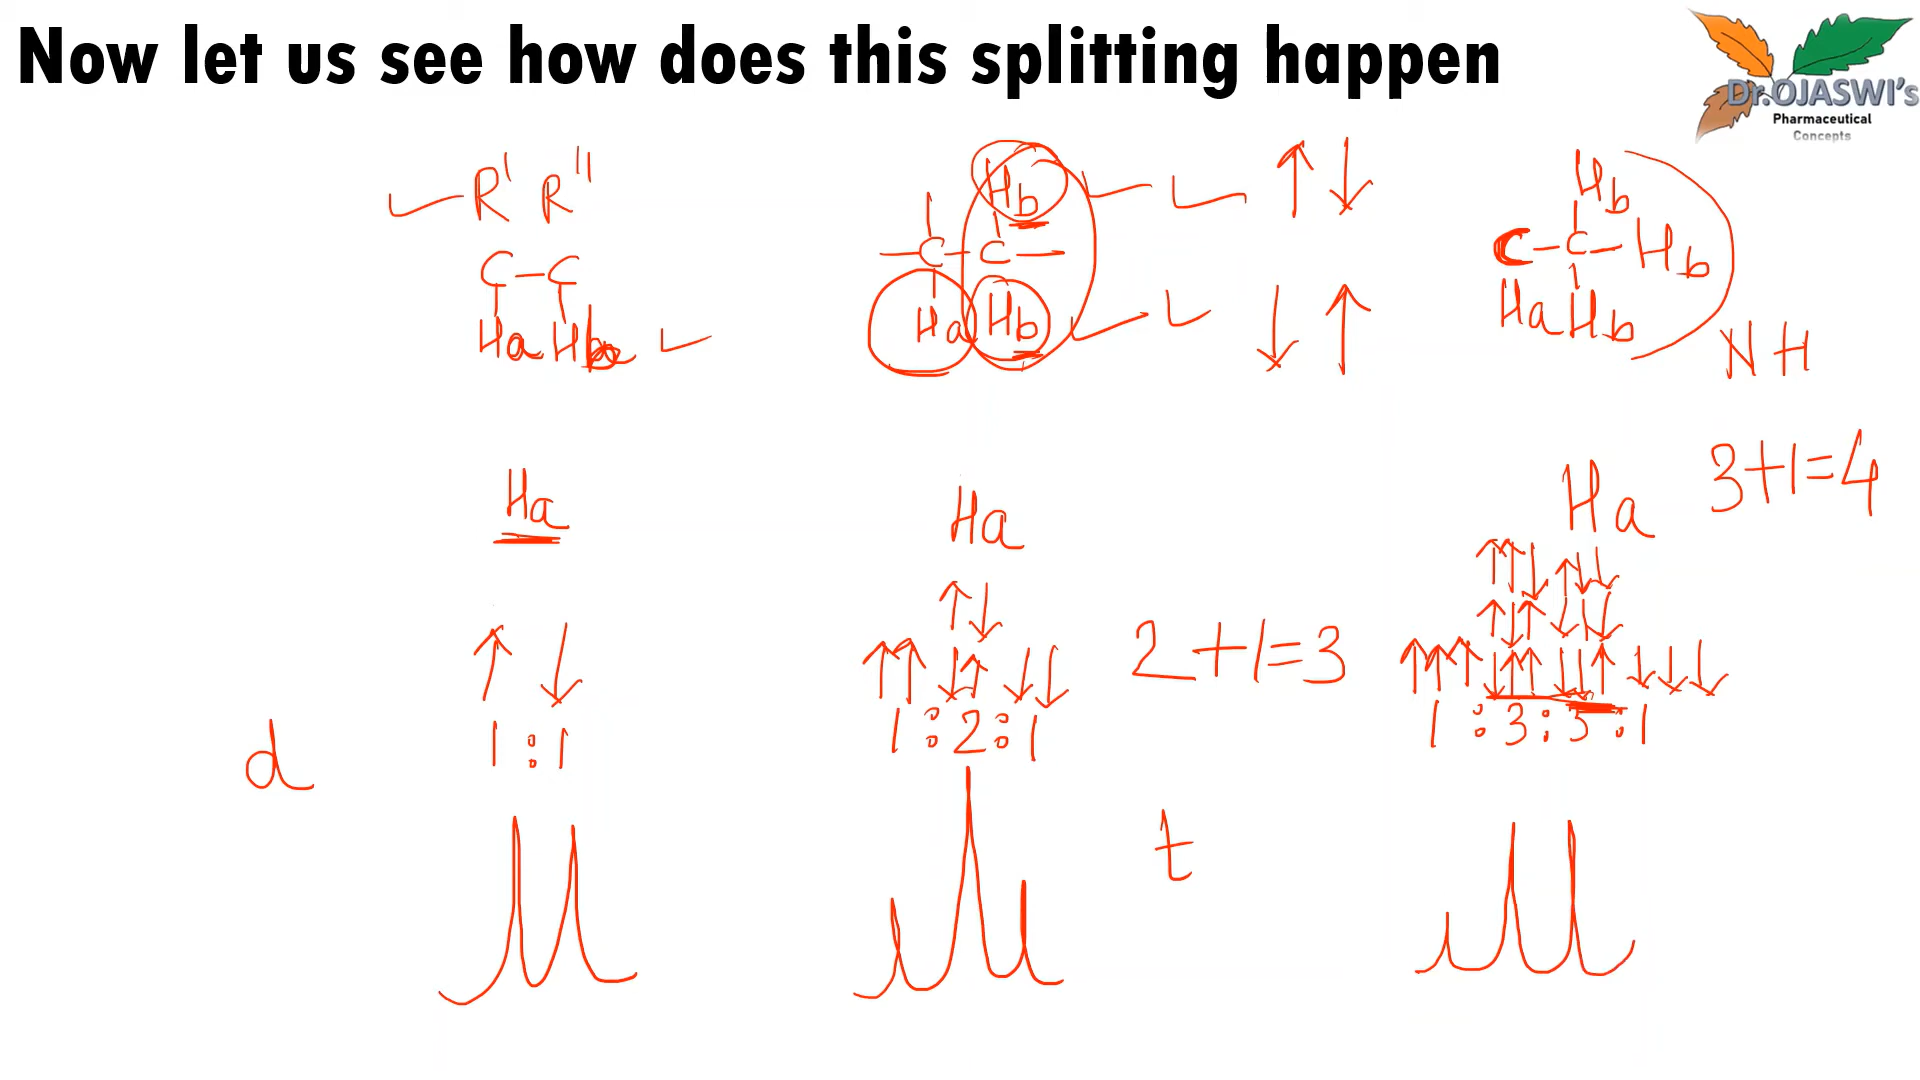 Now let us see how does this splitting happen
Dr.OJASWI's
Pharmaceutical
Concepts
R' R''
C-C
Ha Hb
Hb
-C-C-
Ha Hb
↑ ↓
↓ ↑
Hb
C-C-Hb
Ha Hb
NH
Ha
↑ ↓
1:1
d
Ha
↑↓
↑↑ ↓↑ ↓↓
1:2:1
2+1=3
t
Ha
3+1=4
↑↑↓ ↑↓↓
↑↓↑ ↓↑↓
↑↑↑ ↓↑↑ ↓↓↑ ↓↓↓
1:3:3:1